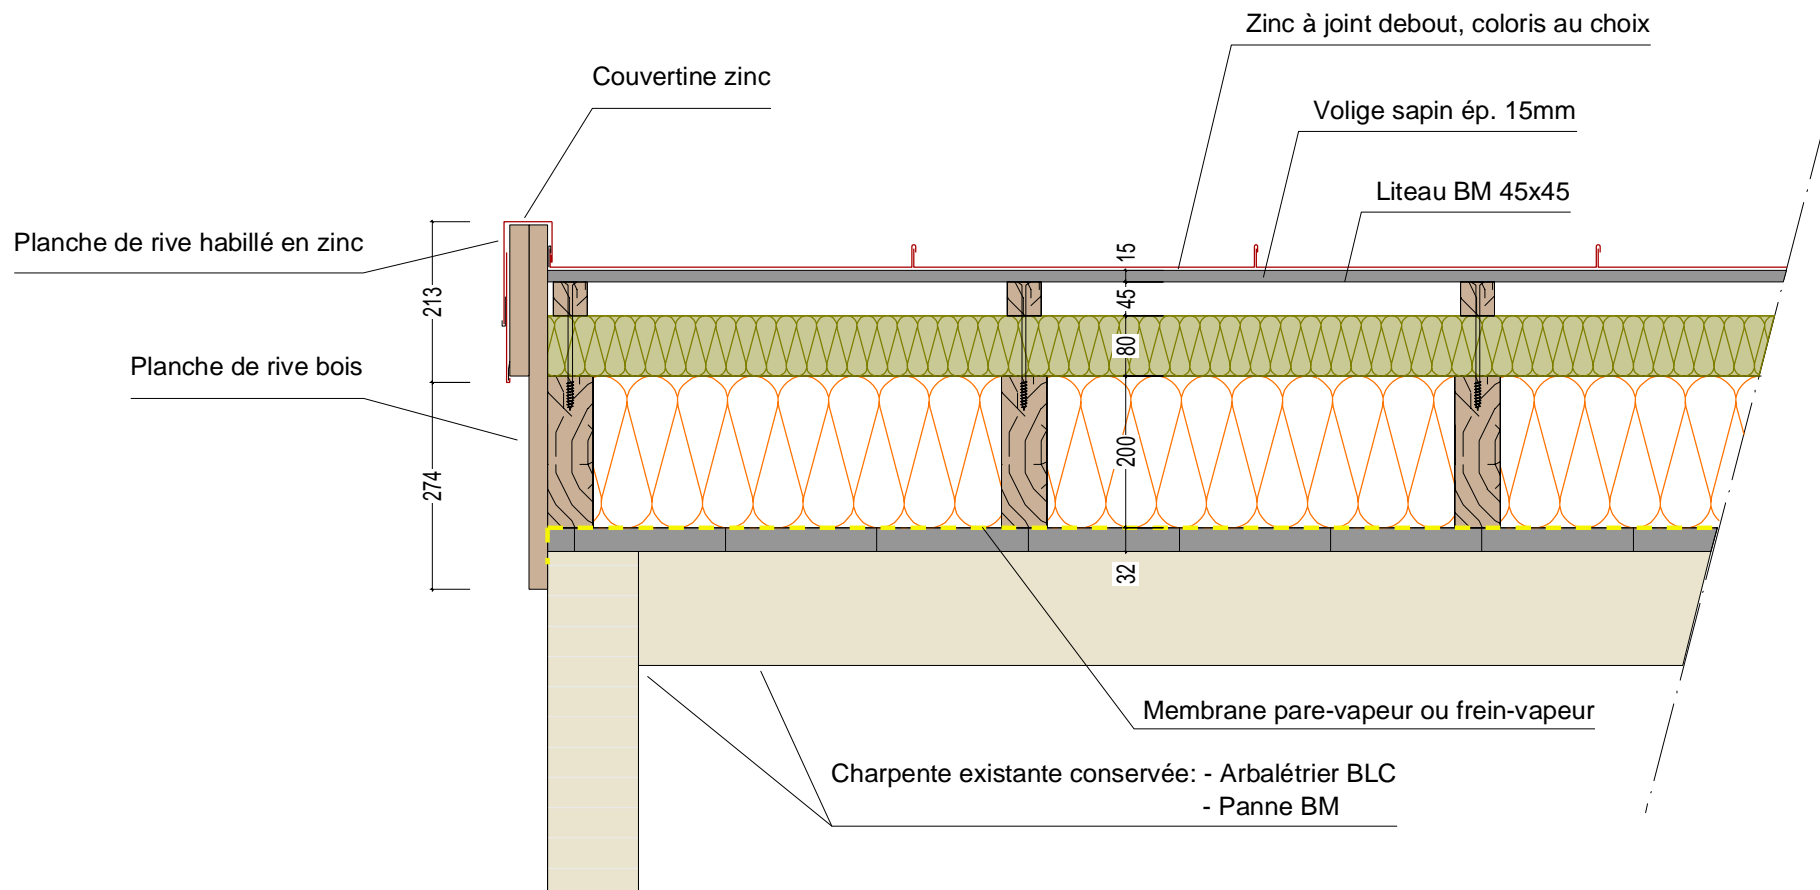 Zinc à joint debout, coloris au choix
Couvertine zinc
Volige sapin ép. 15mm
Liteau BM 45x45
Planche de rive habillé en zinc
15
213
45
80
Planche de rive bois
200
274
32
Membrane pare-vapeur ou frein-vapeur
Charpente existante conservée: - Arbalétrier BLC
- Panne BM